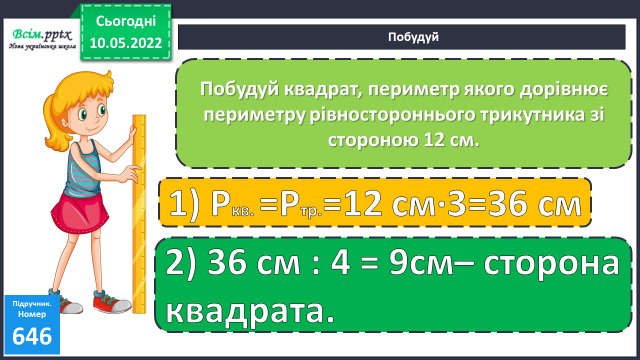 Всім.pptx
Нова українська школа
Сьогодні
10.05.2022
Побудуй
Побудуй квадрат, периметр якого дорівнює
периметру рівностороннього трикутника зі
стороною 12 см.
1) Ркв. =Ртр.=12 см·3=36 см
2) 36 см : 4 = 9см– сторона
квадрата.
Підручник.
Номер
646